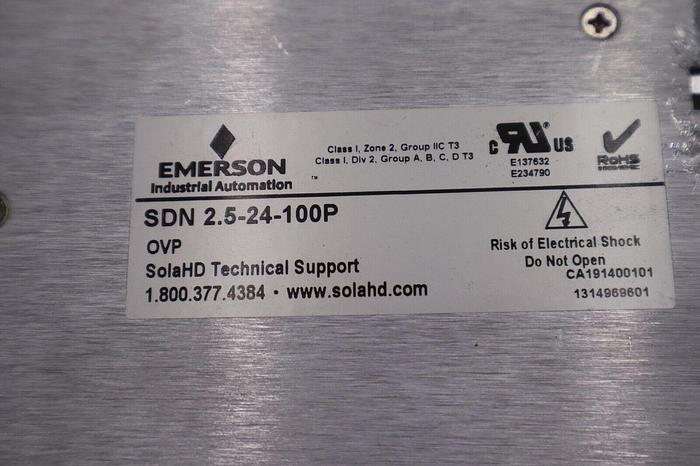 EMERSON
Industrial Automation
™
Class I, Zone 2, Group IIC T3
Class I, Div 2, Group A, B, C, D T3
c RU US
E137632
E234790
RoHS
SDN 2.5-24-100P
OVP
SolaHD Technical Support
1.800.377.4384 · www.solahd.com
Risk of Electrical Shock
Do Not Open
CA191400101
1314969601